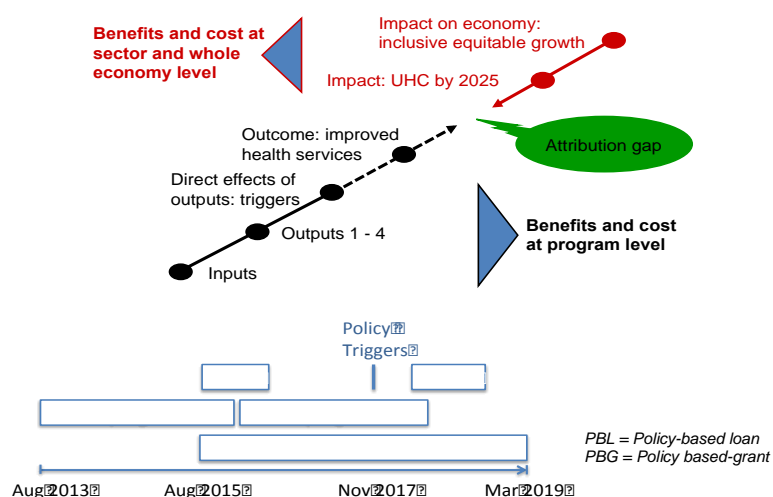 Benefits and cost at
sector and whole
economy level
Impact on economy:
inclusive equitable growth
Impact: UHC by 2025
Outcome: improved
health services
Attribution gap
Direct effects of
outputs: triggers
Benefits and cost
at program level
Outputs 1 - 4
Inputs
Policy
Triggers
PBL = Policy-based loan
PBG = Policy based-grant
Aug 2013
Aug 2015
Nov 2017
Mar 2019